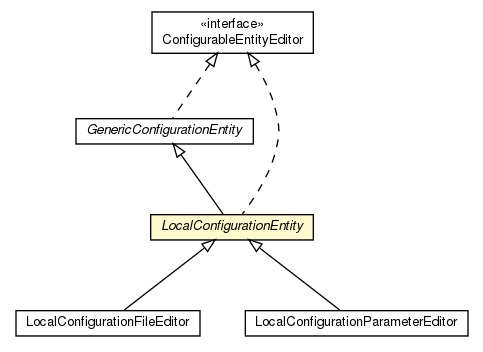 «interface»
ConfigurableEntityEditor
GenericConfigurationEntity
LocalConfigurationEntity
LocalConfigurationFileEditor
LocalConfigurationParameterEditor